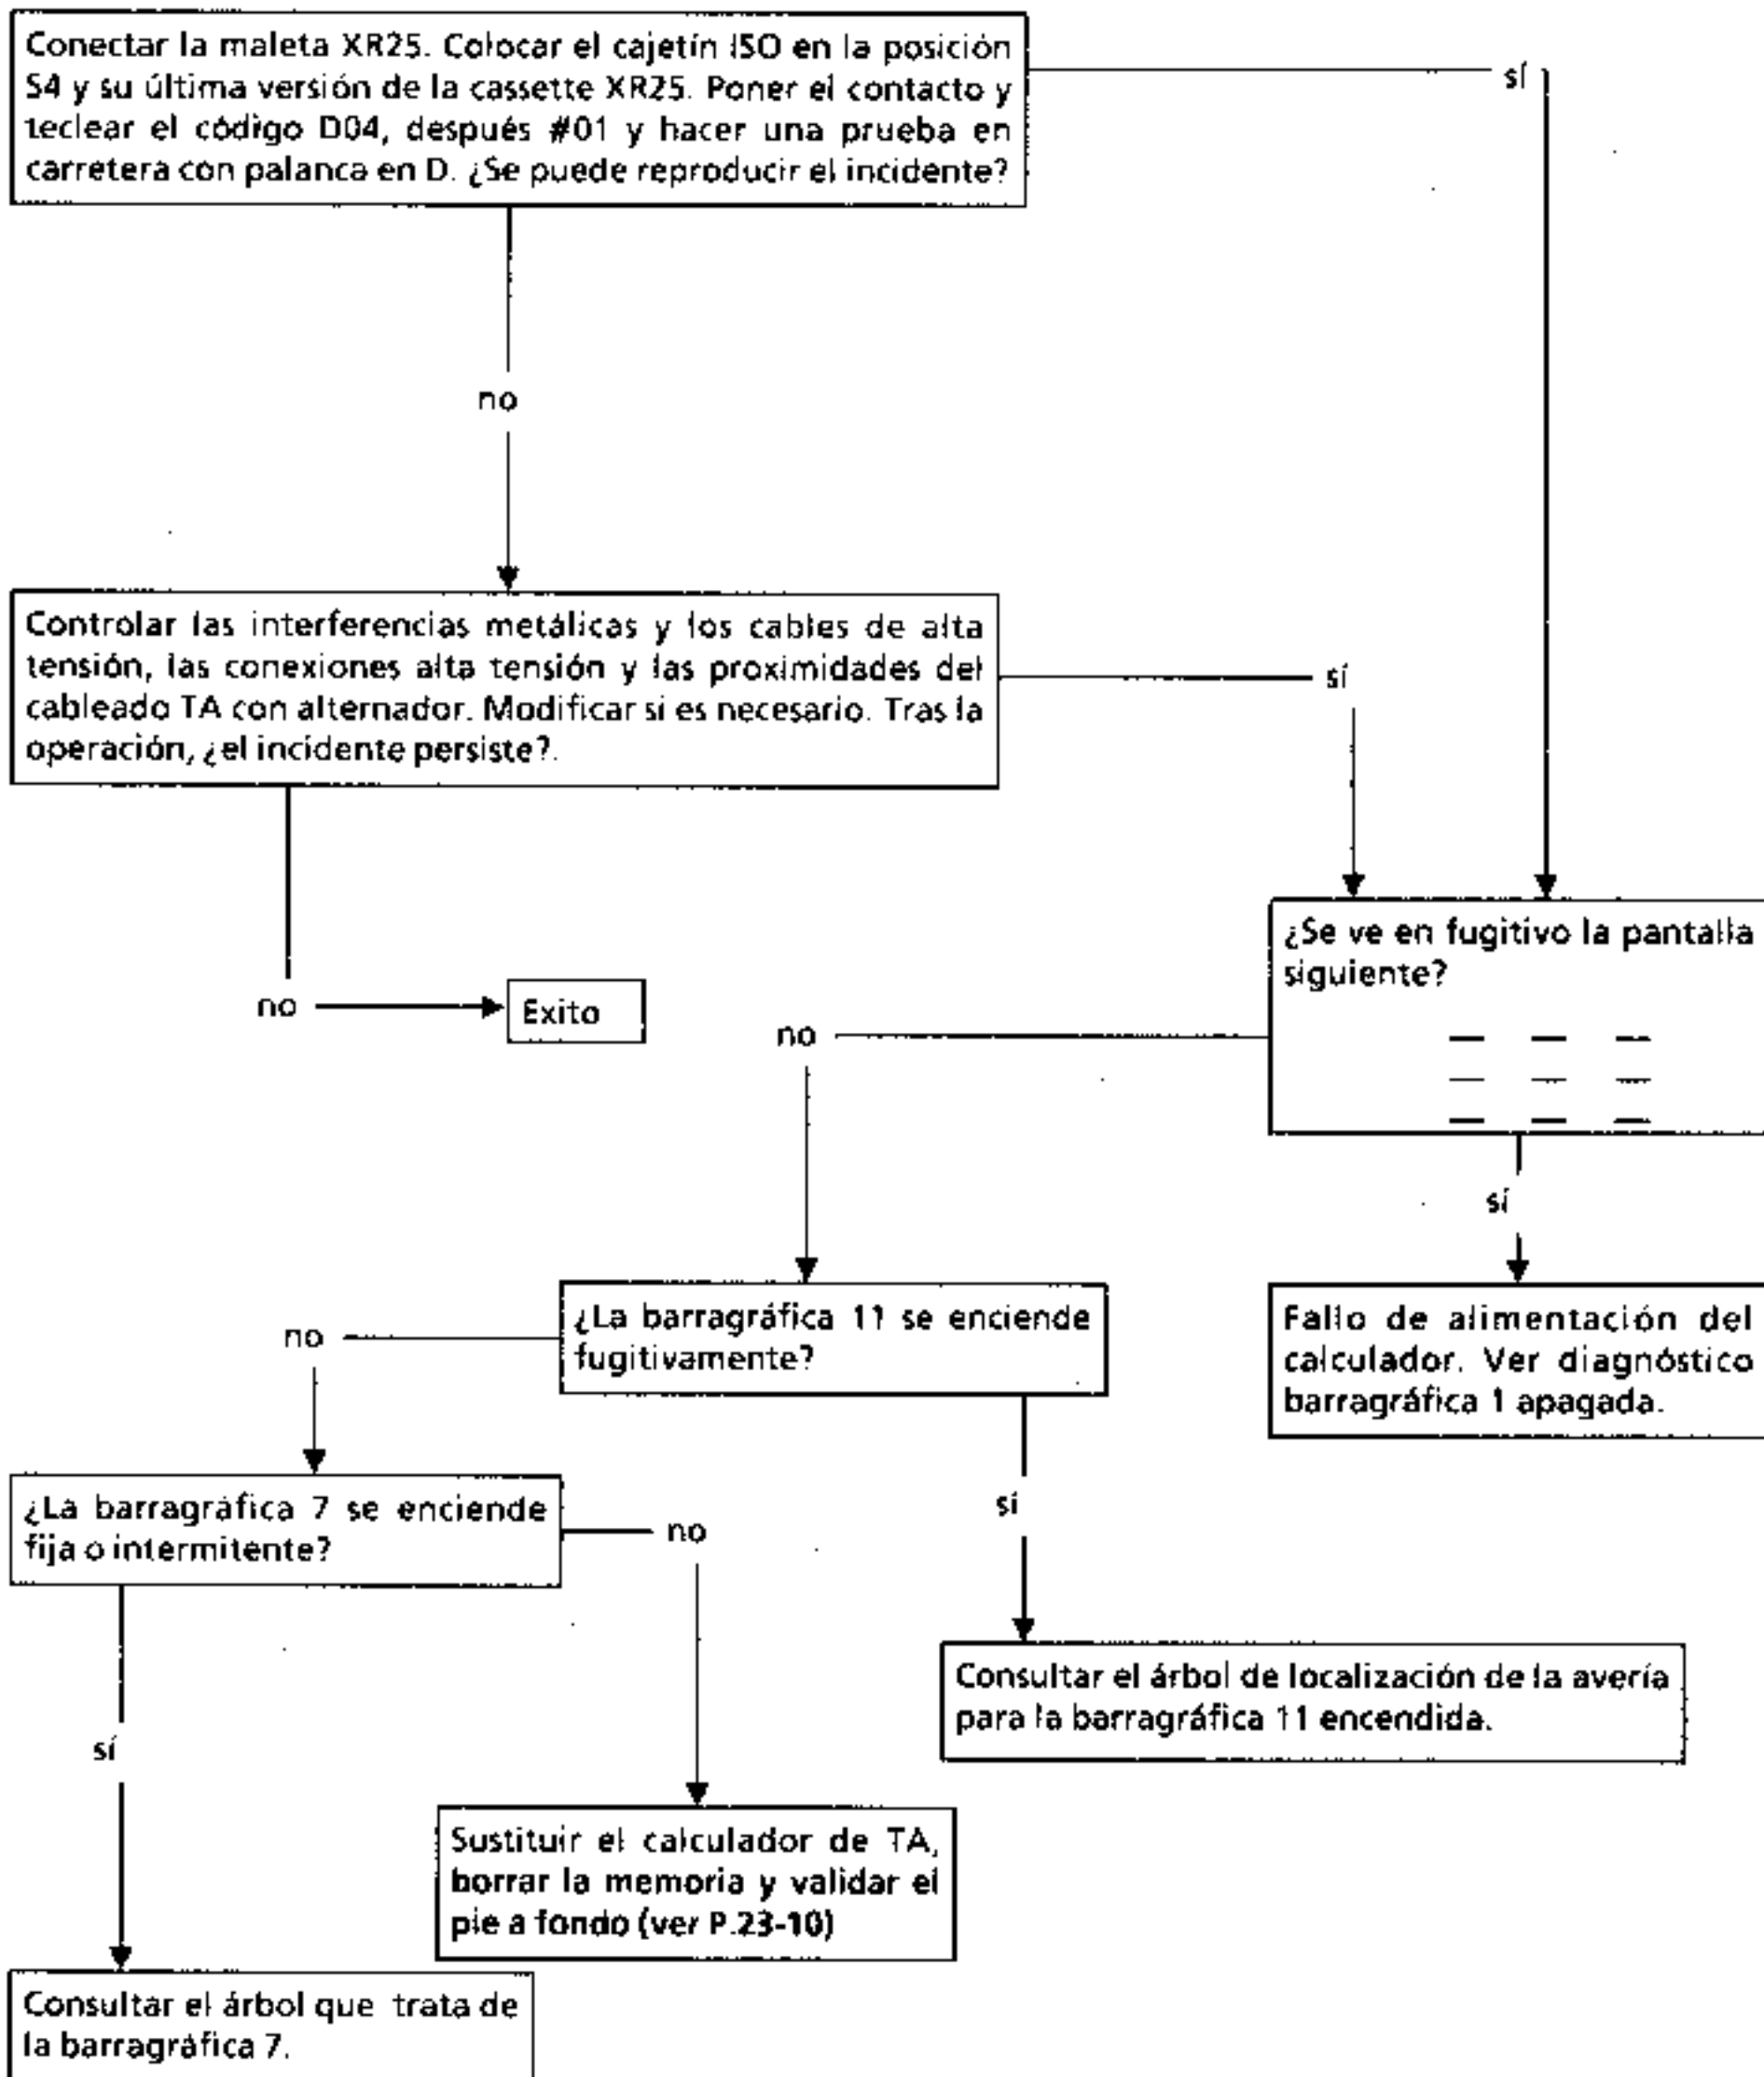 Conectar la maleta XR25. Colocar el cajetín ISO en la posición
S4 y su última versión de la cassette XR25. Poner el contacto y
teclear el código D04, después #01 y hacer una prueba en
carretera con palanca en D. ¿Se puede reproducir el incidente?
sí
no
Controlar las interferencias metálicas y los cables de alta
tensión, las conexiones alta tensión y las proximidades del
cableado TA con alternador. Modificar si es necesario. Tras la
operación, ¿el incidente persiste?.
sí
no
Exito
¿Se ve en fugitivo la pantalla
siguiente?
— — —
— — —
— — —
no
sí
¿La barragráfica 11 se enciende
fugitivamente?
no
Fallo de alimentación del
calculador. Ver diagnóstico
barragráfica 1 apagada.
¿La barragráfica 7 se enciende
fija o intermitente?
sí
no
Consultar el árbol de localización de la avería
para la barragráfica 11 encendida.
sí
Sustituir el calculador de TA,
borrar la memoria y validar el
pie a fondo (ver P.23-10)
Consultar el árbol que trata de
la barragráfica 7.